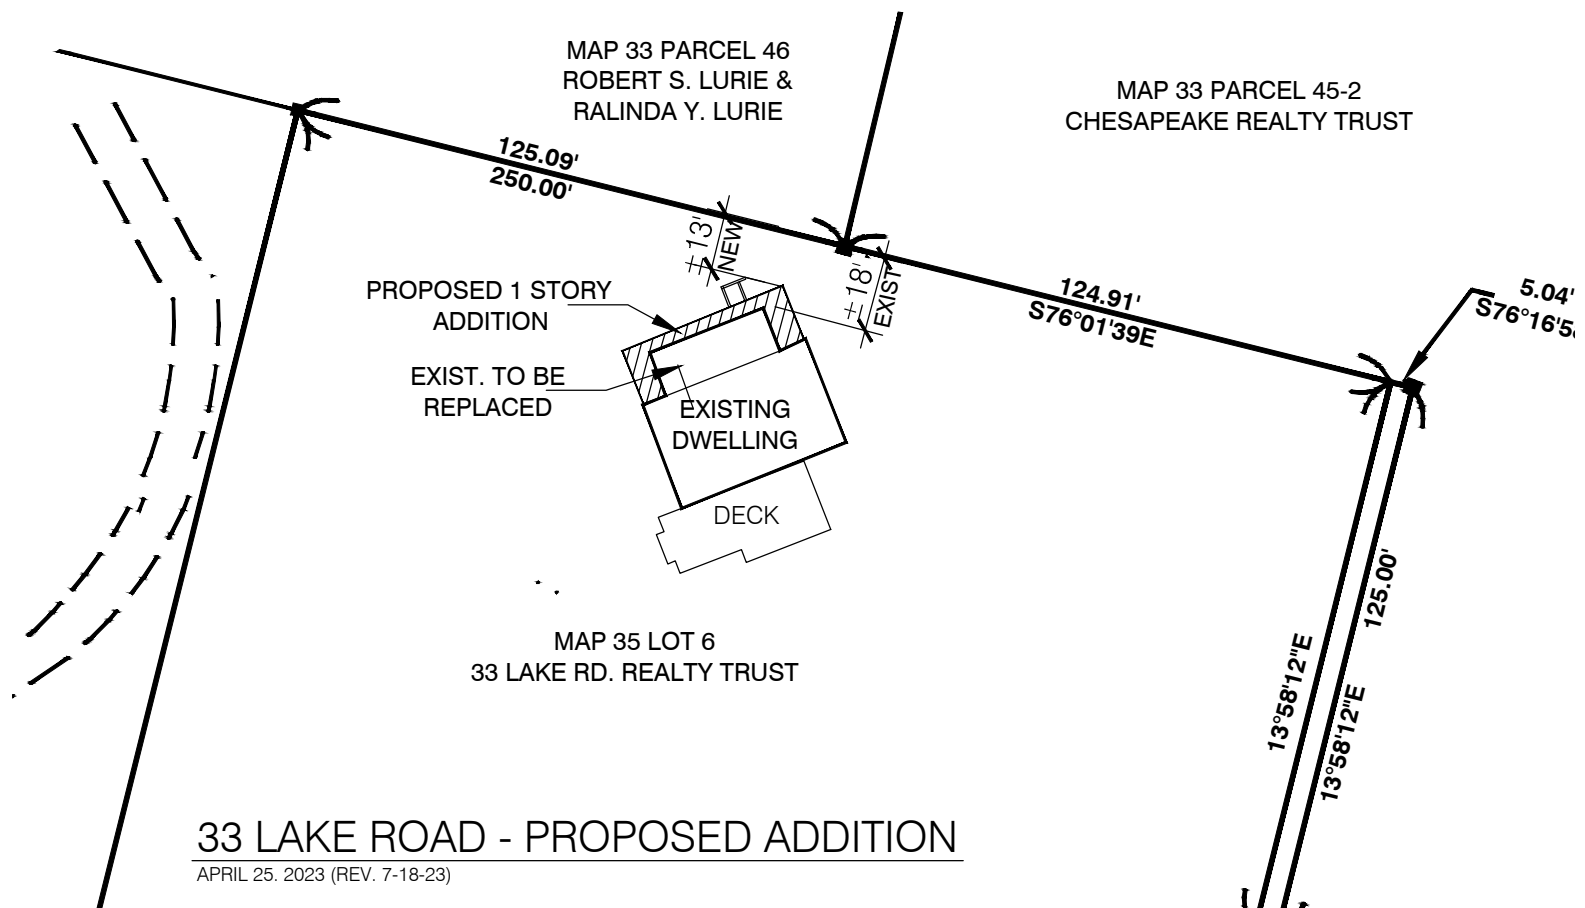 MAP 33 PARCEL 46
ROBERT S. LURIE &
RALINDA Y. LURIE
MAP 33 PARCEL 45-2
CHESAPEAKE REALTY TRUST
125.09'
250.00'
±13'
NEW
±18'
EXIST
124.91'
S76°01'39E
5.04'
S76°16'5
PROPOSED 1 STORY
ADDITION
EXIST. TO BE
REPLACED
EXISTING
DWELLING
DECK
125.00'
13°58'12"E
13°58'12"E
MAP 35 LOT 6
33 LAKE RD. REALTY TRUST
33 LAKE ROAD - PROPOSED ADDITION
APRIL 25. 2023 (REV. 7-18-23)